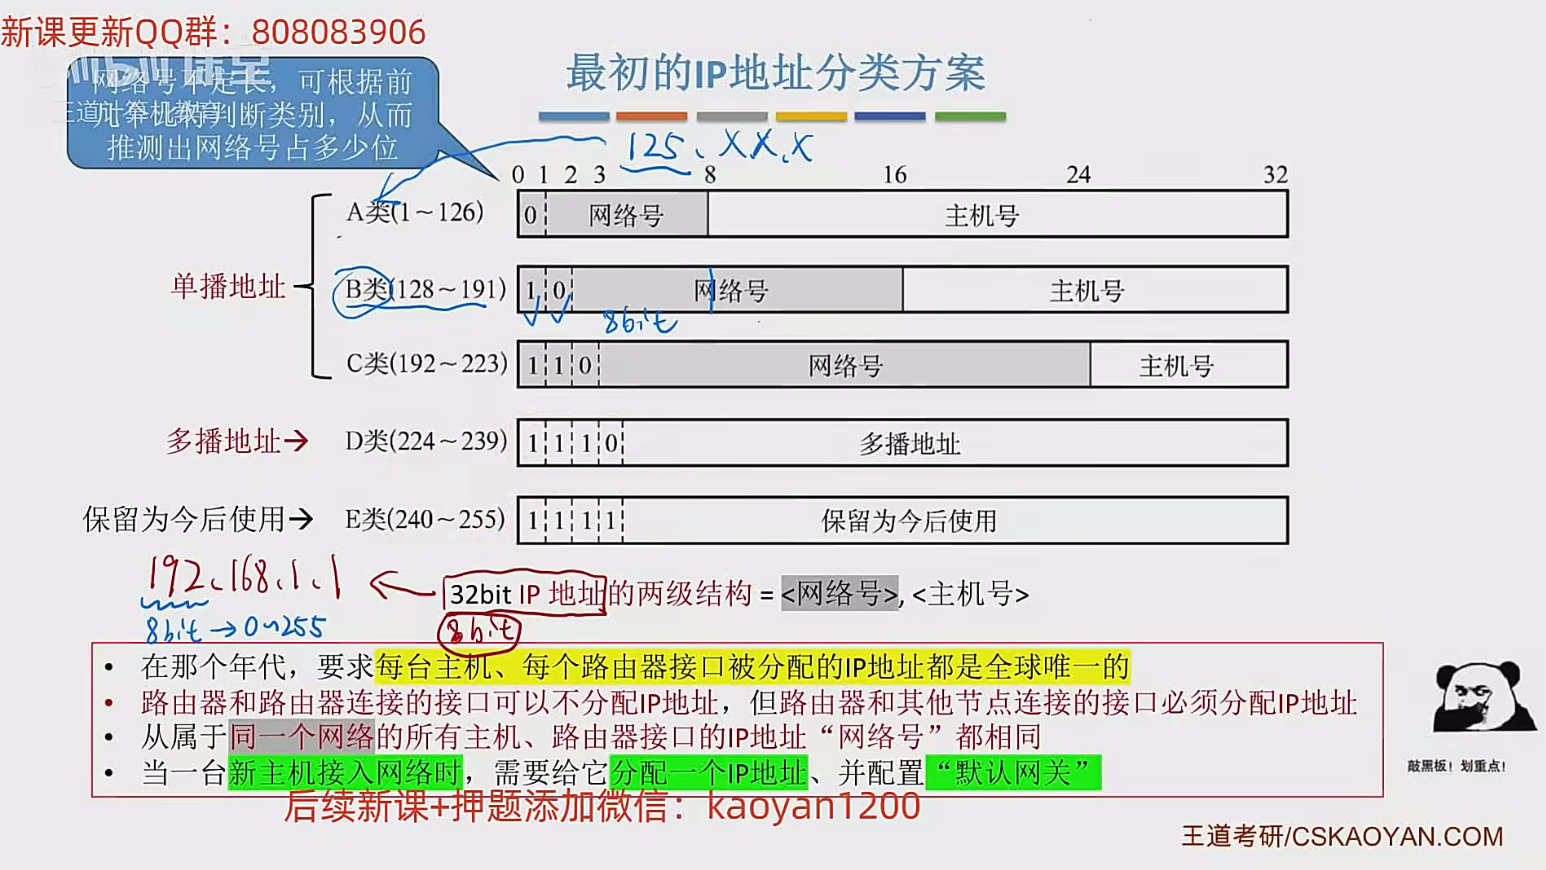 新课更新QQ群：808083906
最初的IP地址分类方案
网络号不定长，可根据前
几个比特判断类别，从而
推测出网络号占多少位
125.X.X.X
0 1 2 3 8 16 24 32
A类(1～126) 0 网络号 主机号
单播地址
B类(128～191) 1 0 网络号 主机号
8bit
C类(192～223) 1 1 0 网络号 主机号
多播地址→ D类(224～239) 1 1 1 0 多播地址
保留为今后使用→ E类(240～255) 1 1 1 1 保留为今后使用
192.168.1.1
32bit IP 地址的两级结构 = <网络号>, <主机号>
8bit→0~255
8bit
• 在那个年代，要求每台主机、每个路由器接口被分配的IP地址都是全球唯一的
• 路由器和路由器连接的接口可以不分配IP地址，但路由器和其他节点连接的接口必须分配IP地址
• 从属于同一个网络的所有主机、路由器接口的IP地址“网络号”都相同
• 当一台新主机接入网络时，需要给它分配一个IP地址、并配置“默认网关”
敲黑板！划重点！
后续新课+押题添加微信：kaoyan1200
王道考研/CSKAOYAN.COM